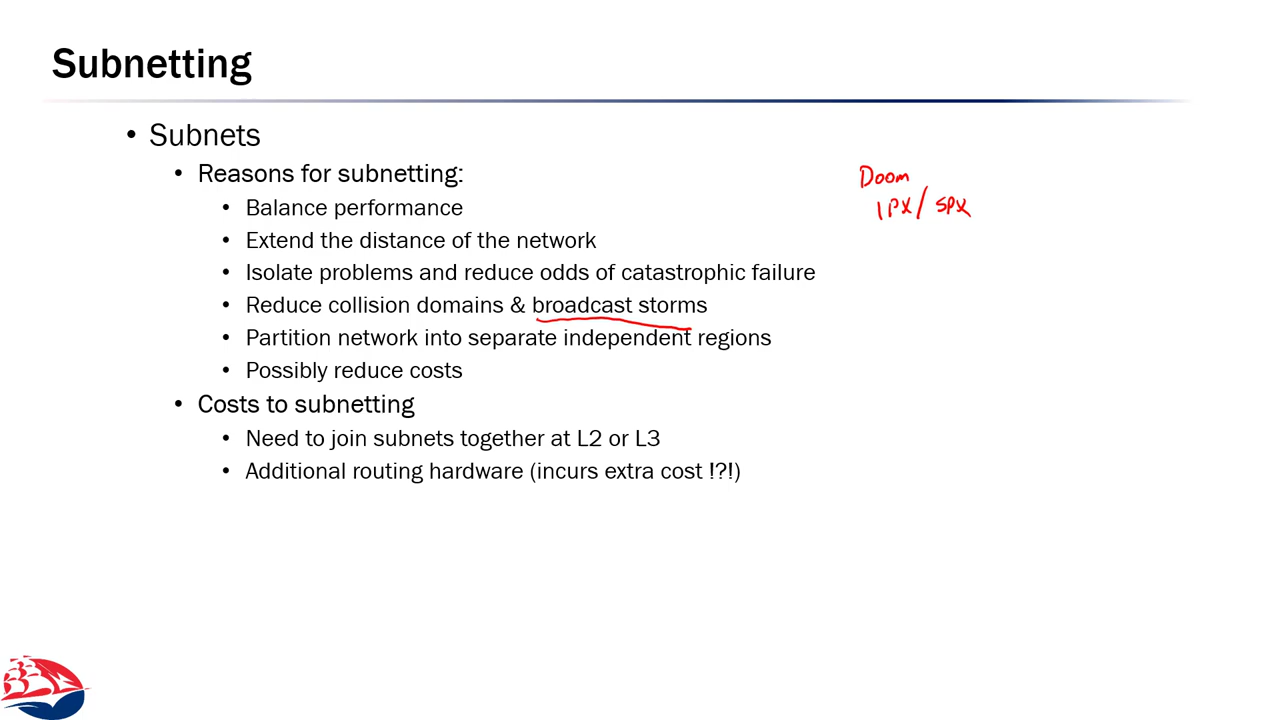 Subnetting
• Subnets
• Reasons for subnetting:
Doom
• Balance performance
IPX / SPX
• Extend the distance of the network
• Isolate problems and reduce odds of catastrophic failure
• Reduce collision domains & broadcast storms
• Partition network into separate independent regions
• Possibly reduce costs
• Costs to subnetting
• Need to join subnets together at L2 or L3
• Additional routing hardware (incurs extra cost !?!)